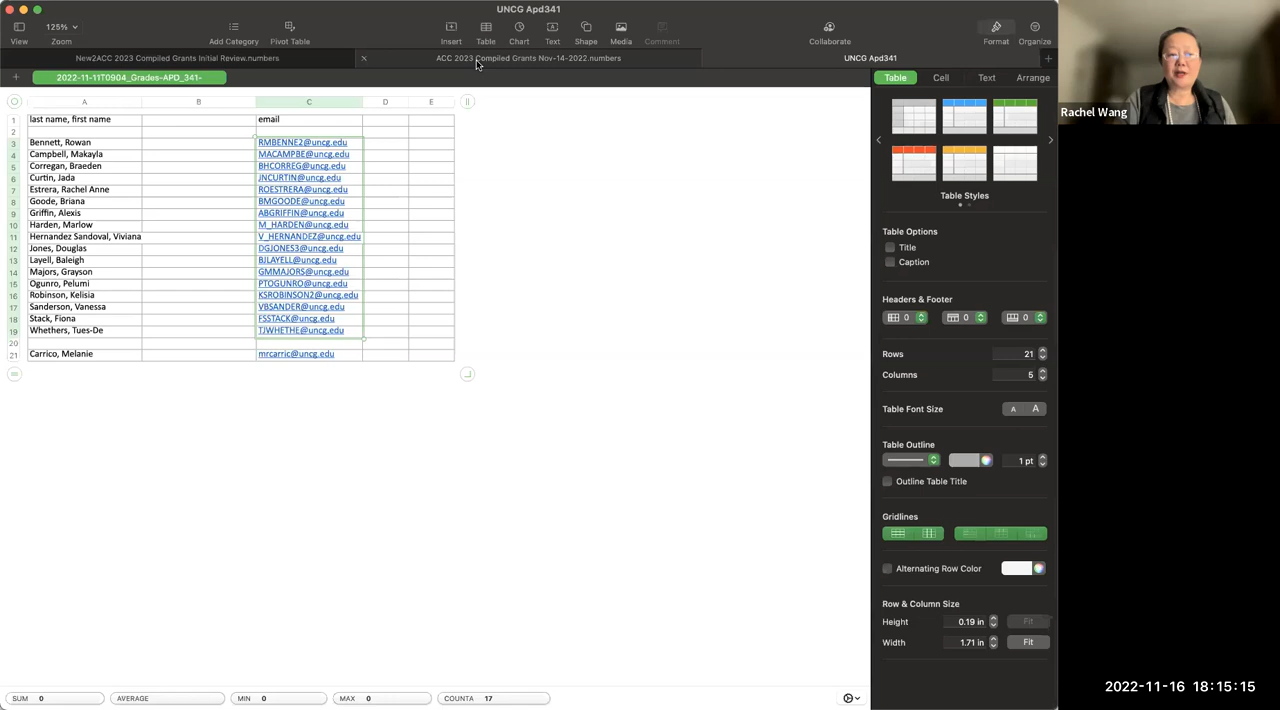 UNCG Apd341
125%
View
Zoom
Add Category
Pivot Table
Insert
Table
Chart
Text
Shape
Media
Comment
Collaborate
Format
Organize
New2ACC 2023 Compiled Grants Initial Review.numbers
ACC 2023 Compiled Grants Nov-14-2022.numbers
UNCG Apd341
2022-11-11T0904_Grades-APD_341-
Table
Cell
Text
Arrange
A
B
C
D
E
1 last name, first name email
2
3 Bennett, Rowan RMBENNE2@uncg.edu
4 Campbell, Makayla MACAMPBE@uncg.edu
5 Corregan, Braeden BHCORREG@uncg.edu
6 Curtin, Jada JNCURTIN@uncg.edu
7 Estrera, Rachel Anne ROESTRERA@uncg.edu
8 Goode, Briana BMGOODE@uncg.edu
9 Griffin, Alexis ABGRIFFIN@uncg.edu
10 Harden, Marlow M_HARDEN@uncg.edu
11 Hernandez Sandoval, Viviana V_HERNANDEZ@uncg.edu
12 Jones, Douglas DGJONES3@uncg.edu
13 Layell, Baleigh BJLAYELL@uncg.edu
14 Majors, Grayson GMMAJORS@uncg.edu
15 Ogunro, Pelumi PTOGUNRO@uncg.edu
16 Robinson, Kelisia KSROBINSON2@uncg.edu
17 Sanderson, Vanessa VBSANDER@uncg.edu
18 Stack, Fiona FSSTACK@uncg.edu
19 Whethers, Tues-De TJWHETHE@uncg.edu
20
21 Carrico, Melanie mrcarric@uncg.edu
Table Styles
Table Options
Title
Caption
Headers & Footer
0 0 0
Rows 21
Columns 5
Table Font Size A A
Table Outline
1 pt
Outline Table Title
Gridlines
Alternating Row Color
Row & Column Size
Height 0.19 in Fit
Width 1.71 in Fit
SUM 0
AVERAGE
MIN 0
MAX 0
COUNTA 17
Rachel Wang
2022-11-16 18:15:15